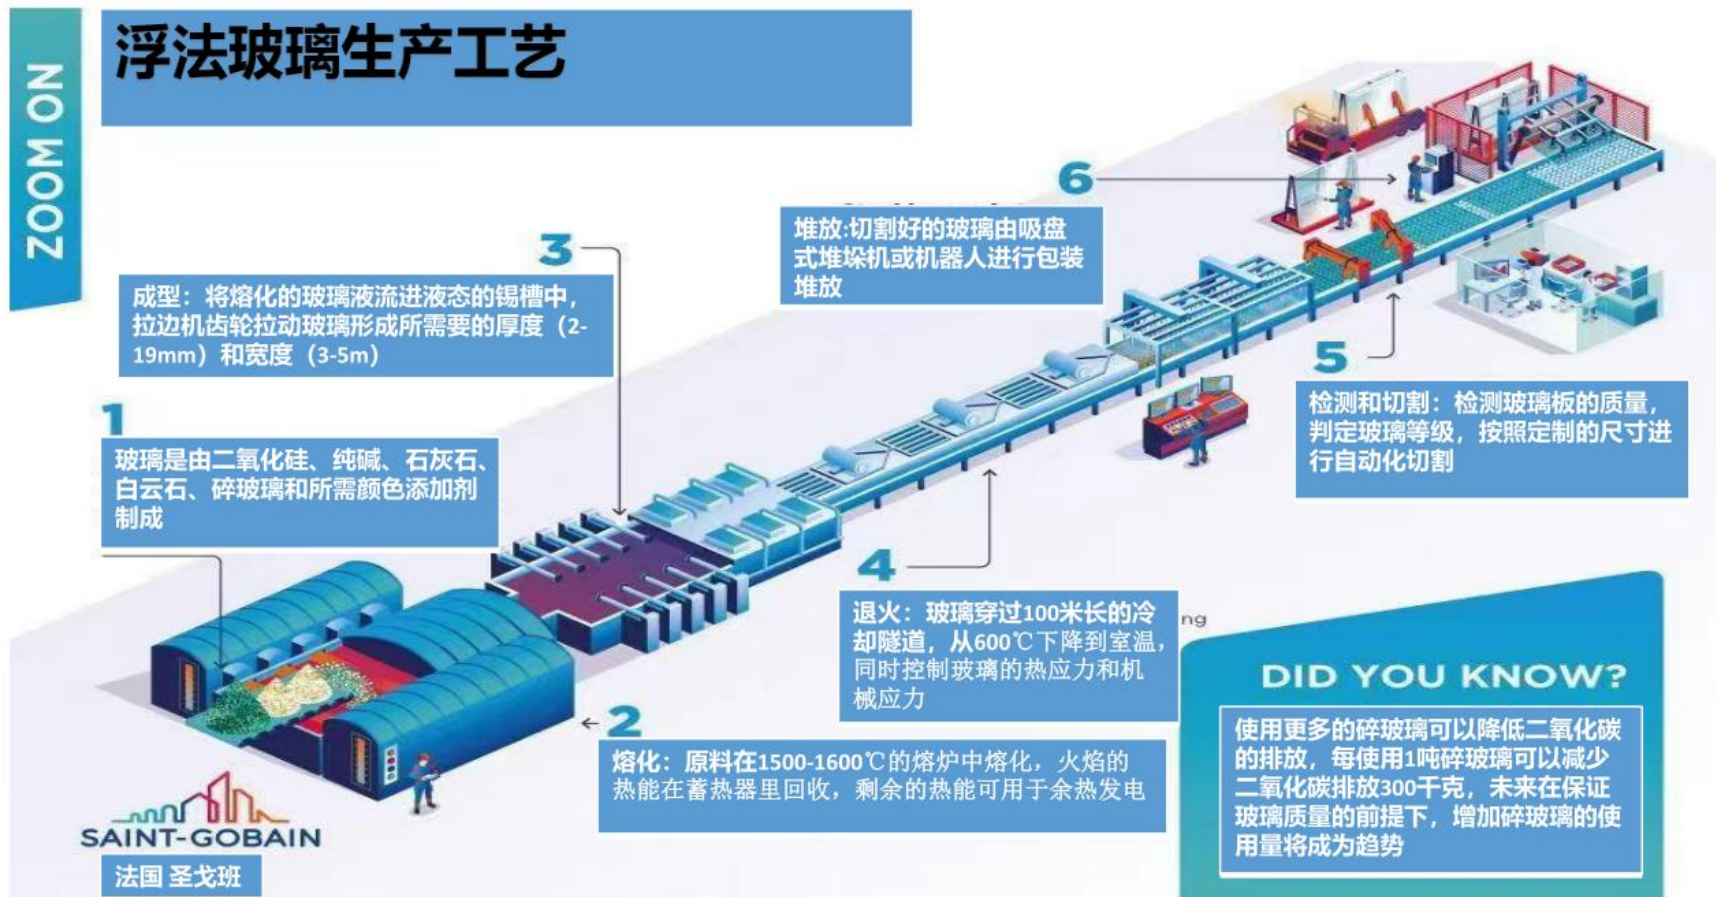 ZOOM ON
浮法玻璃生产工艺
3
成型：将熔化的玻璃液流进液态的锡槽中，
拉边机齿轮拉动玻璃形成所需要的厚度（2-
19mm）和宽度（3-5m）
1
玻璃是由二氧化硅、纯碱、石灰石、
白云石、碎玻璃和所需颜色添加剂
制成
6
堆放:切割好的玻璃由吸盘
式堆垛机或机器人进行包装
堆放
5
检测和切割：检测玻璃板的质量，
判定玻璃等级，按照定制的尺寸进
行自动化切割
4
退火：玻璃穿过100米长的冷
却隧道，从600℃下降到室温，
同时控制玻璃的热应力和机
械应力
ng
2
熔化：原料在1500-1600℃的熔炉中熔化，火焰的
热能在蓄热器里回收，剩余的热能可用于余热发电
SAINT-GOBAIN
法国 圣戈班
DID YOU KNOW?
使用更多的碎玻璃可以降低二氧化碳
的排放，每使用1吨碎玻璃可以减少
二氧化碳排放300千克，未来在保证
玻璃质量的前提下，增加碎玻璃的使
用量将成为趋势